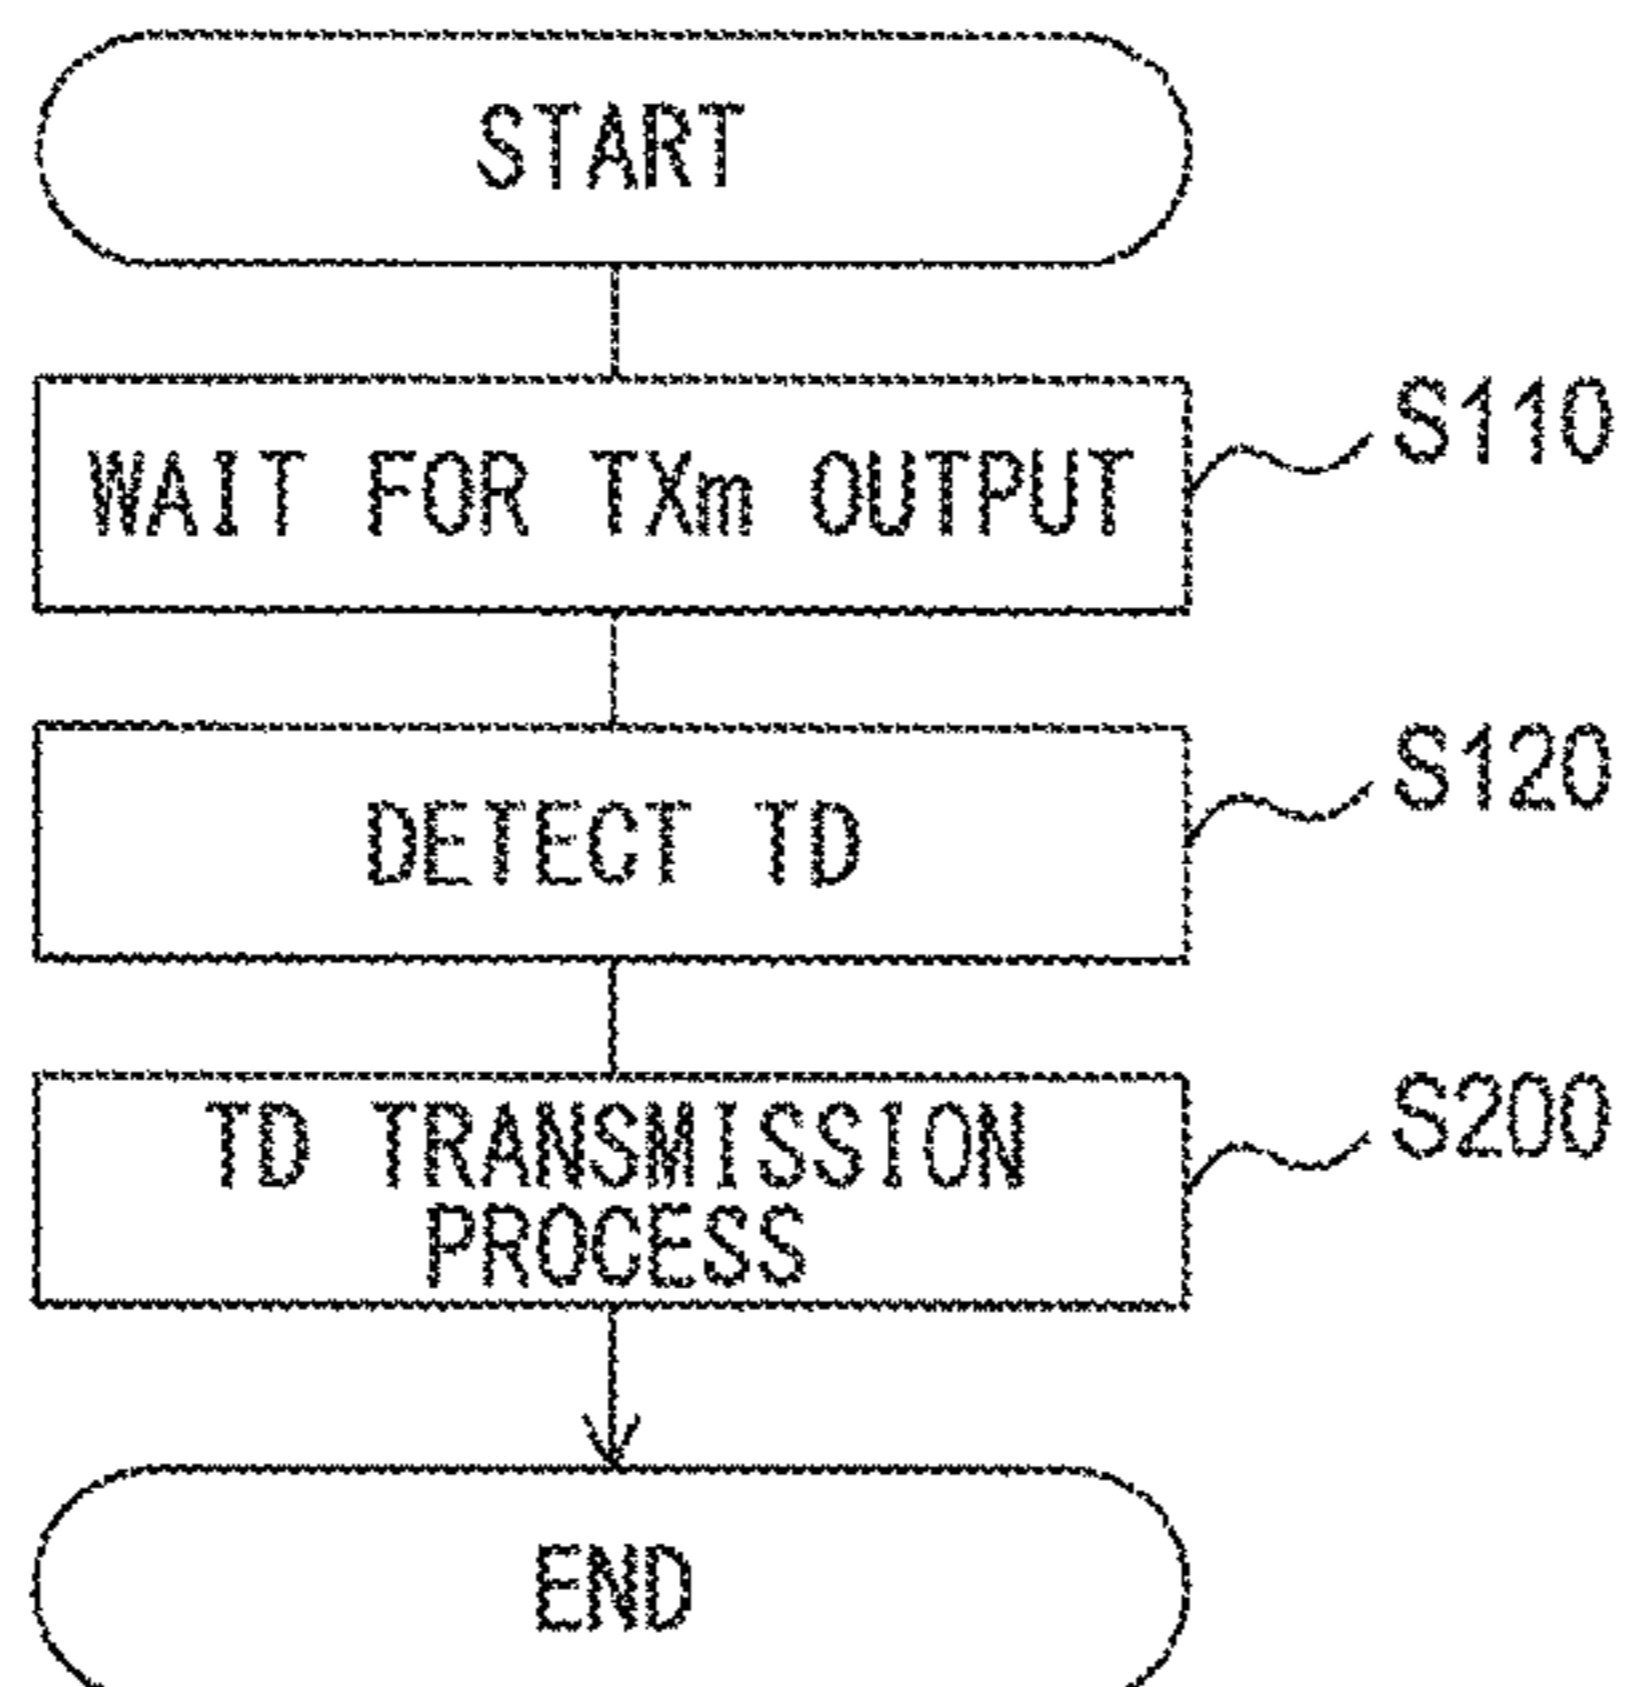 START
WAIT FOR TXm OUTPUT
S110
DETECT TD
S120
TD TRANSMISSION
PROCESS
S200
END